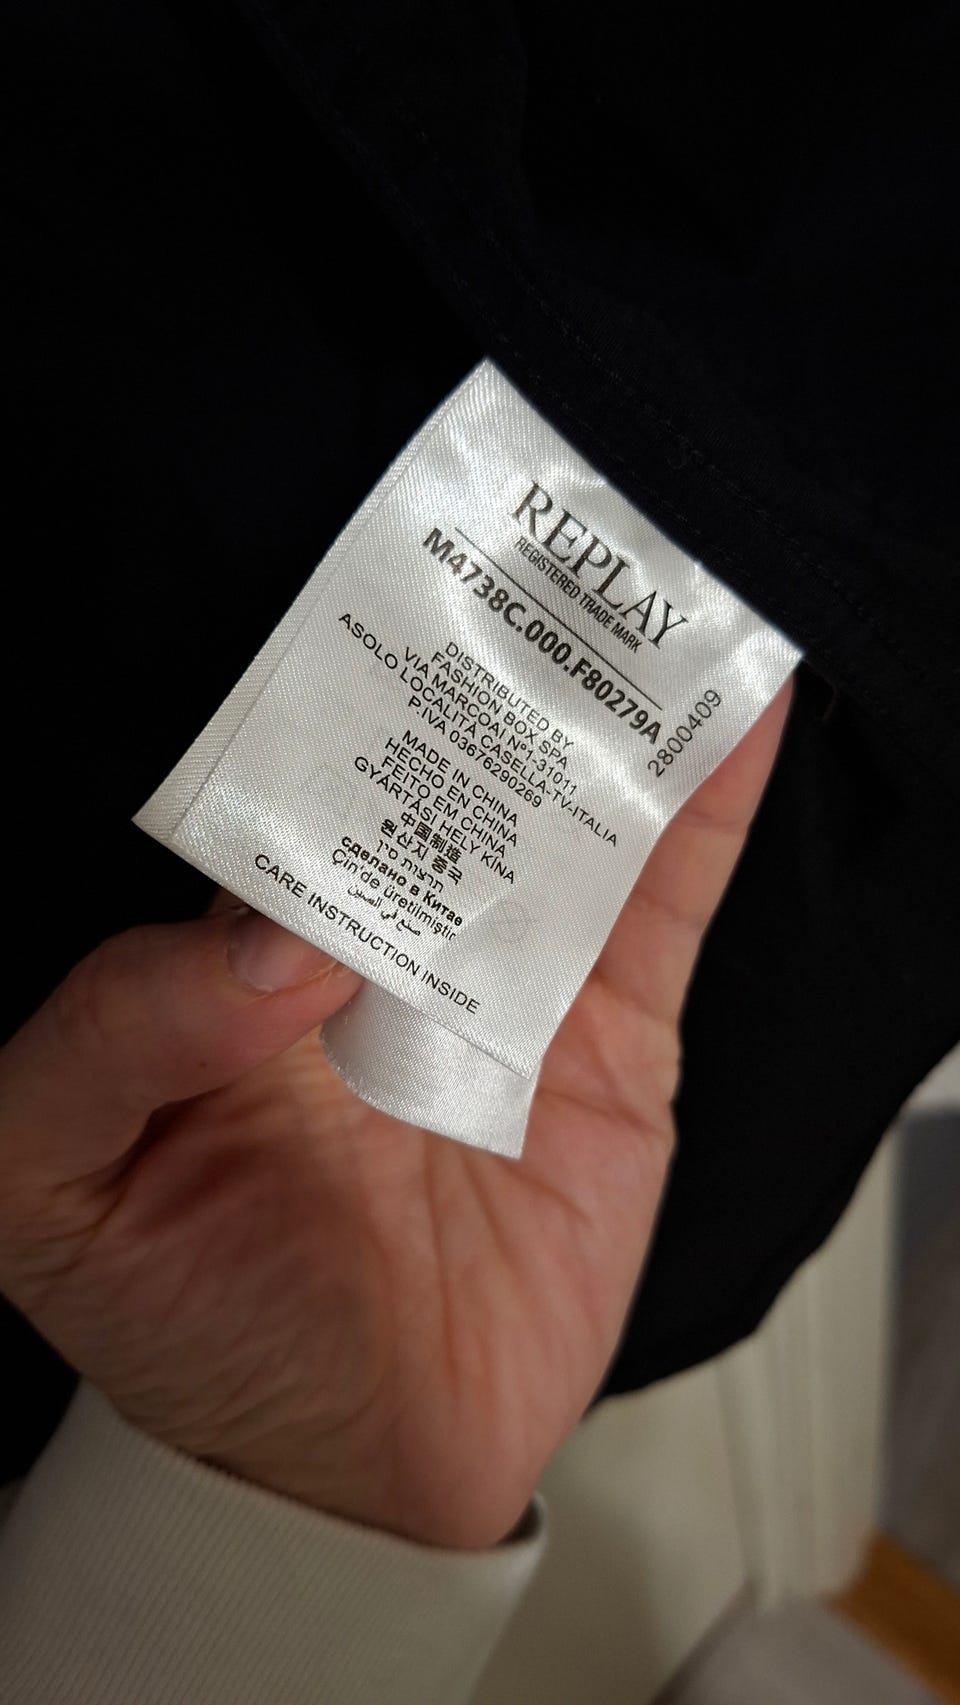 REPLAY
REGISTERED TRADE MARK
M4738C.000.F80279A
2800409
DISTRIBUTED BY
FASHION BOX SPA
VIA MARCOAI N°1-31011
ASOLO LOCALITÀ CASELLA-TV-ITALIA
P.IVA 03676290269
MADE IN CHINA
HECHO EN CHINA
FEITO EM CHINA
GYÁRTÁSI HELY KÍNA
中国制造
원산지 중국
תרצות סין
сделано в Китае
Çin'de üretilmiştir
صنع في الصين
CARE INSTRUCTION INSIDE